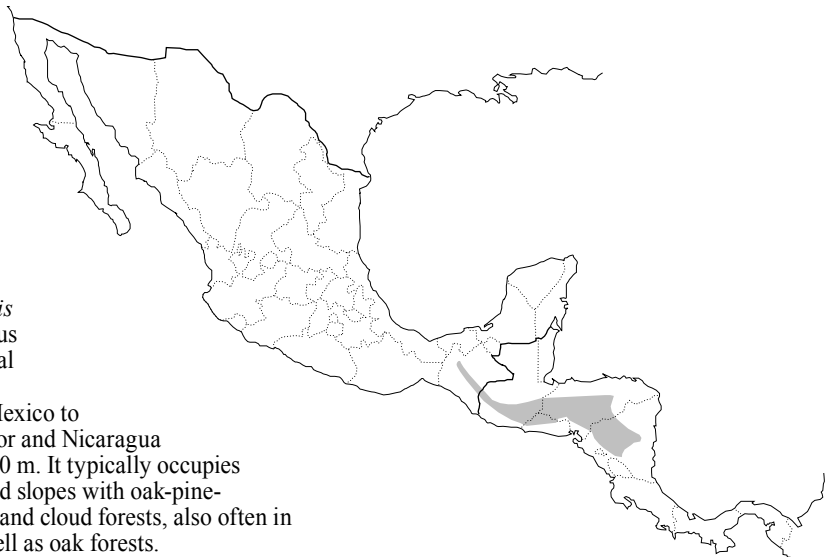 is
us
al
Mexico to
or and Nicaragua
0 m. It typically occupies
d slopes with oak-pine-
and cloud forests, also often in
ell as oak forests.